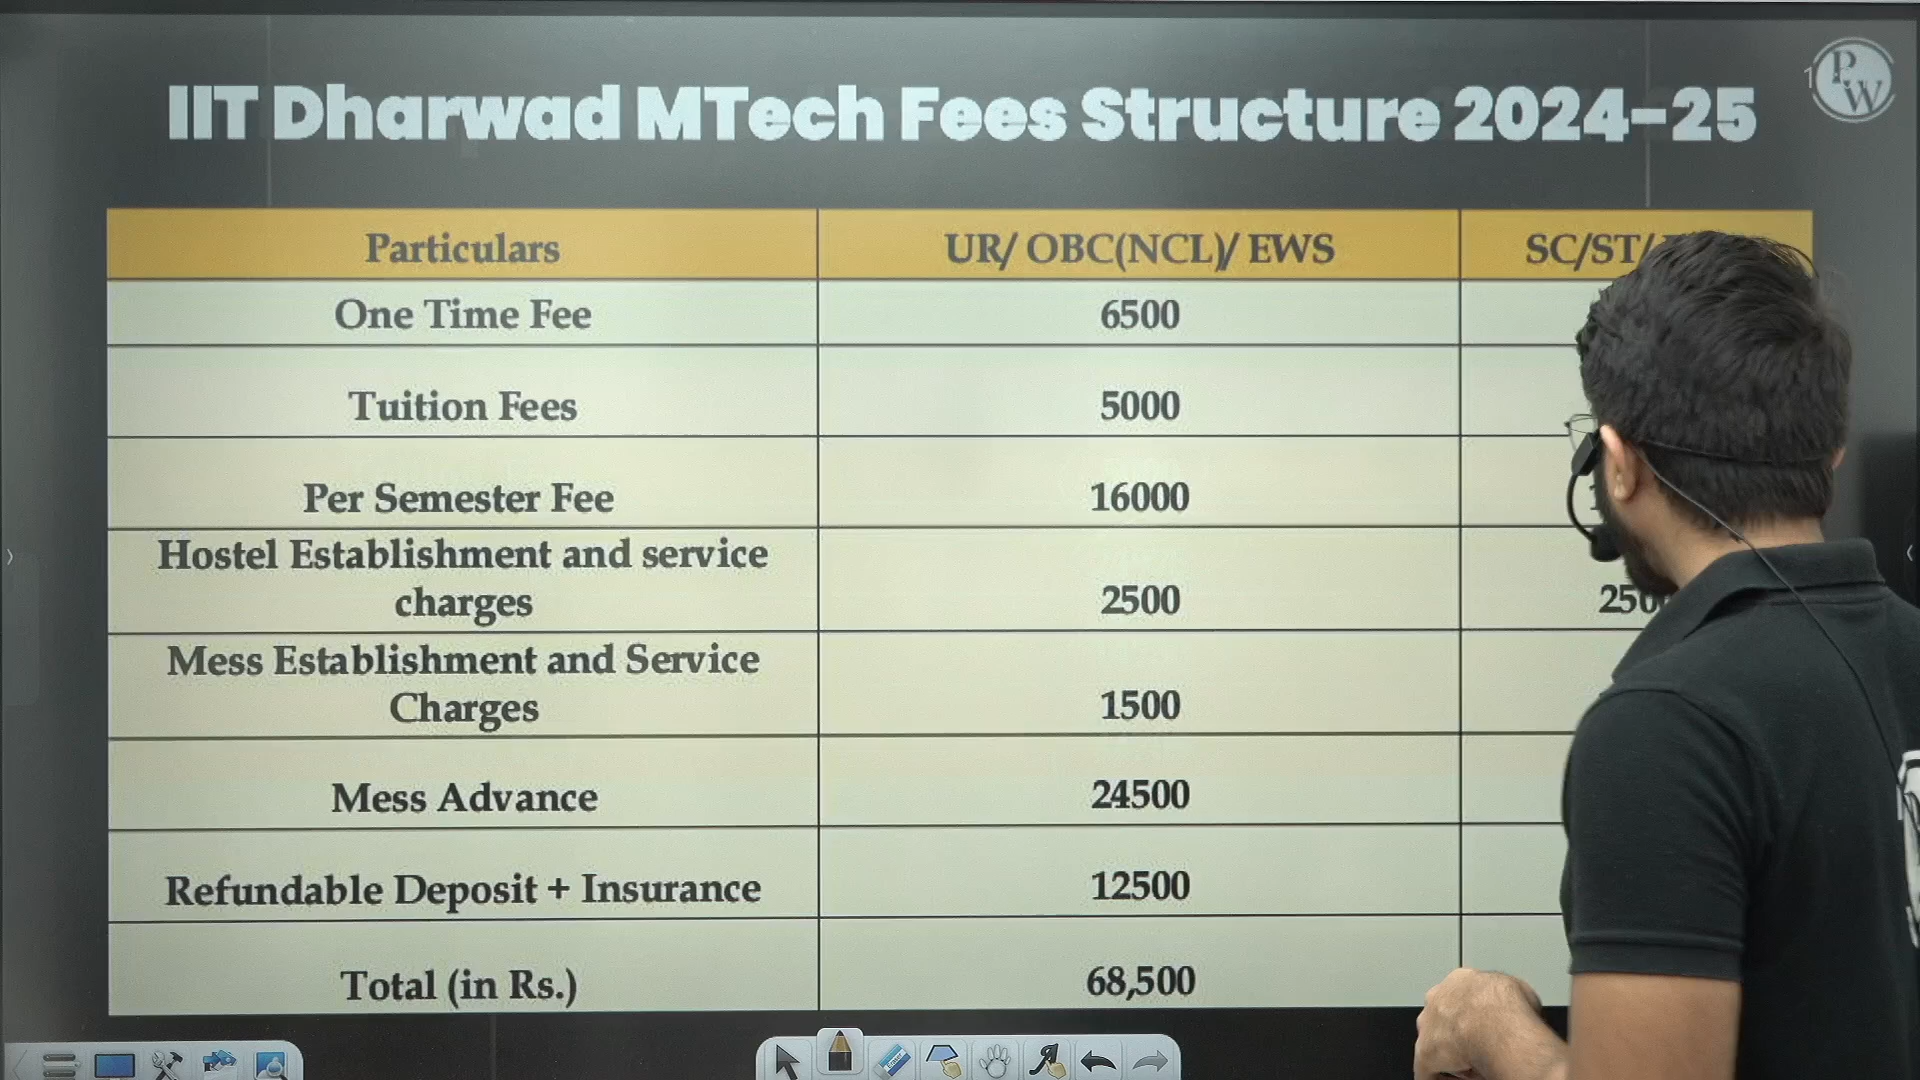 IIT Dharwad MTech Fees Structure 2024-25
PW
Particulars UR/ OBC(NCL)/ EWS SC/ST/
One Time Fee 6500
Tuition Fees 5000
Per Semester Fee 16000
Hostel Establishment and service
charges 2500
Mess Establishment and Service
Charges 1500
Mess Advance 24500
Refundable Deposit + Insurance 12500
Total (in Rs.) 68,500